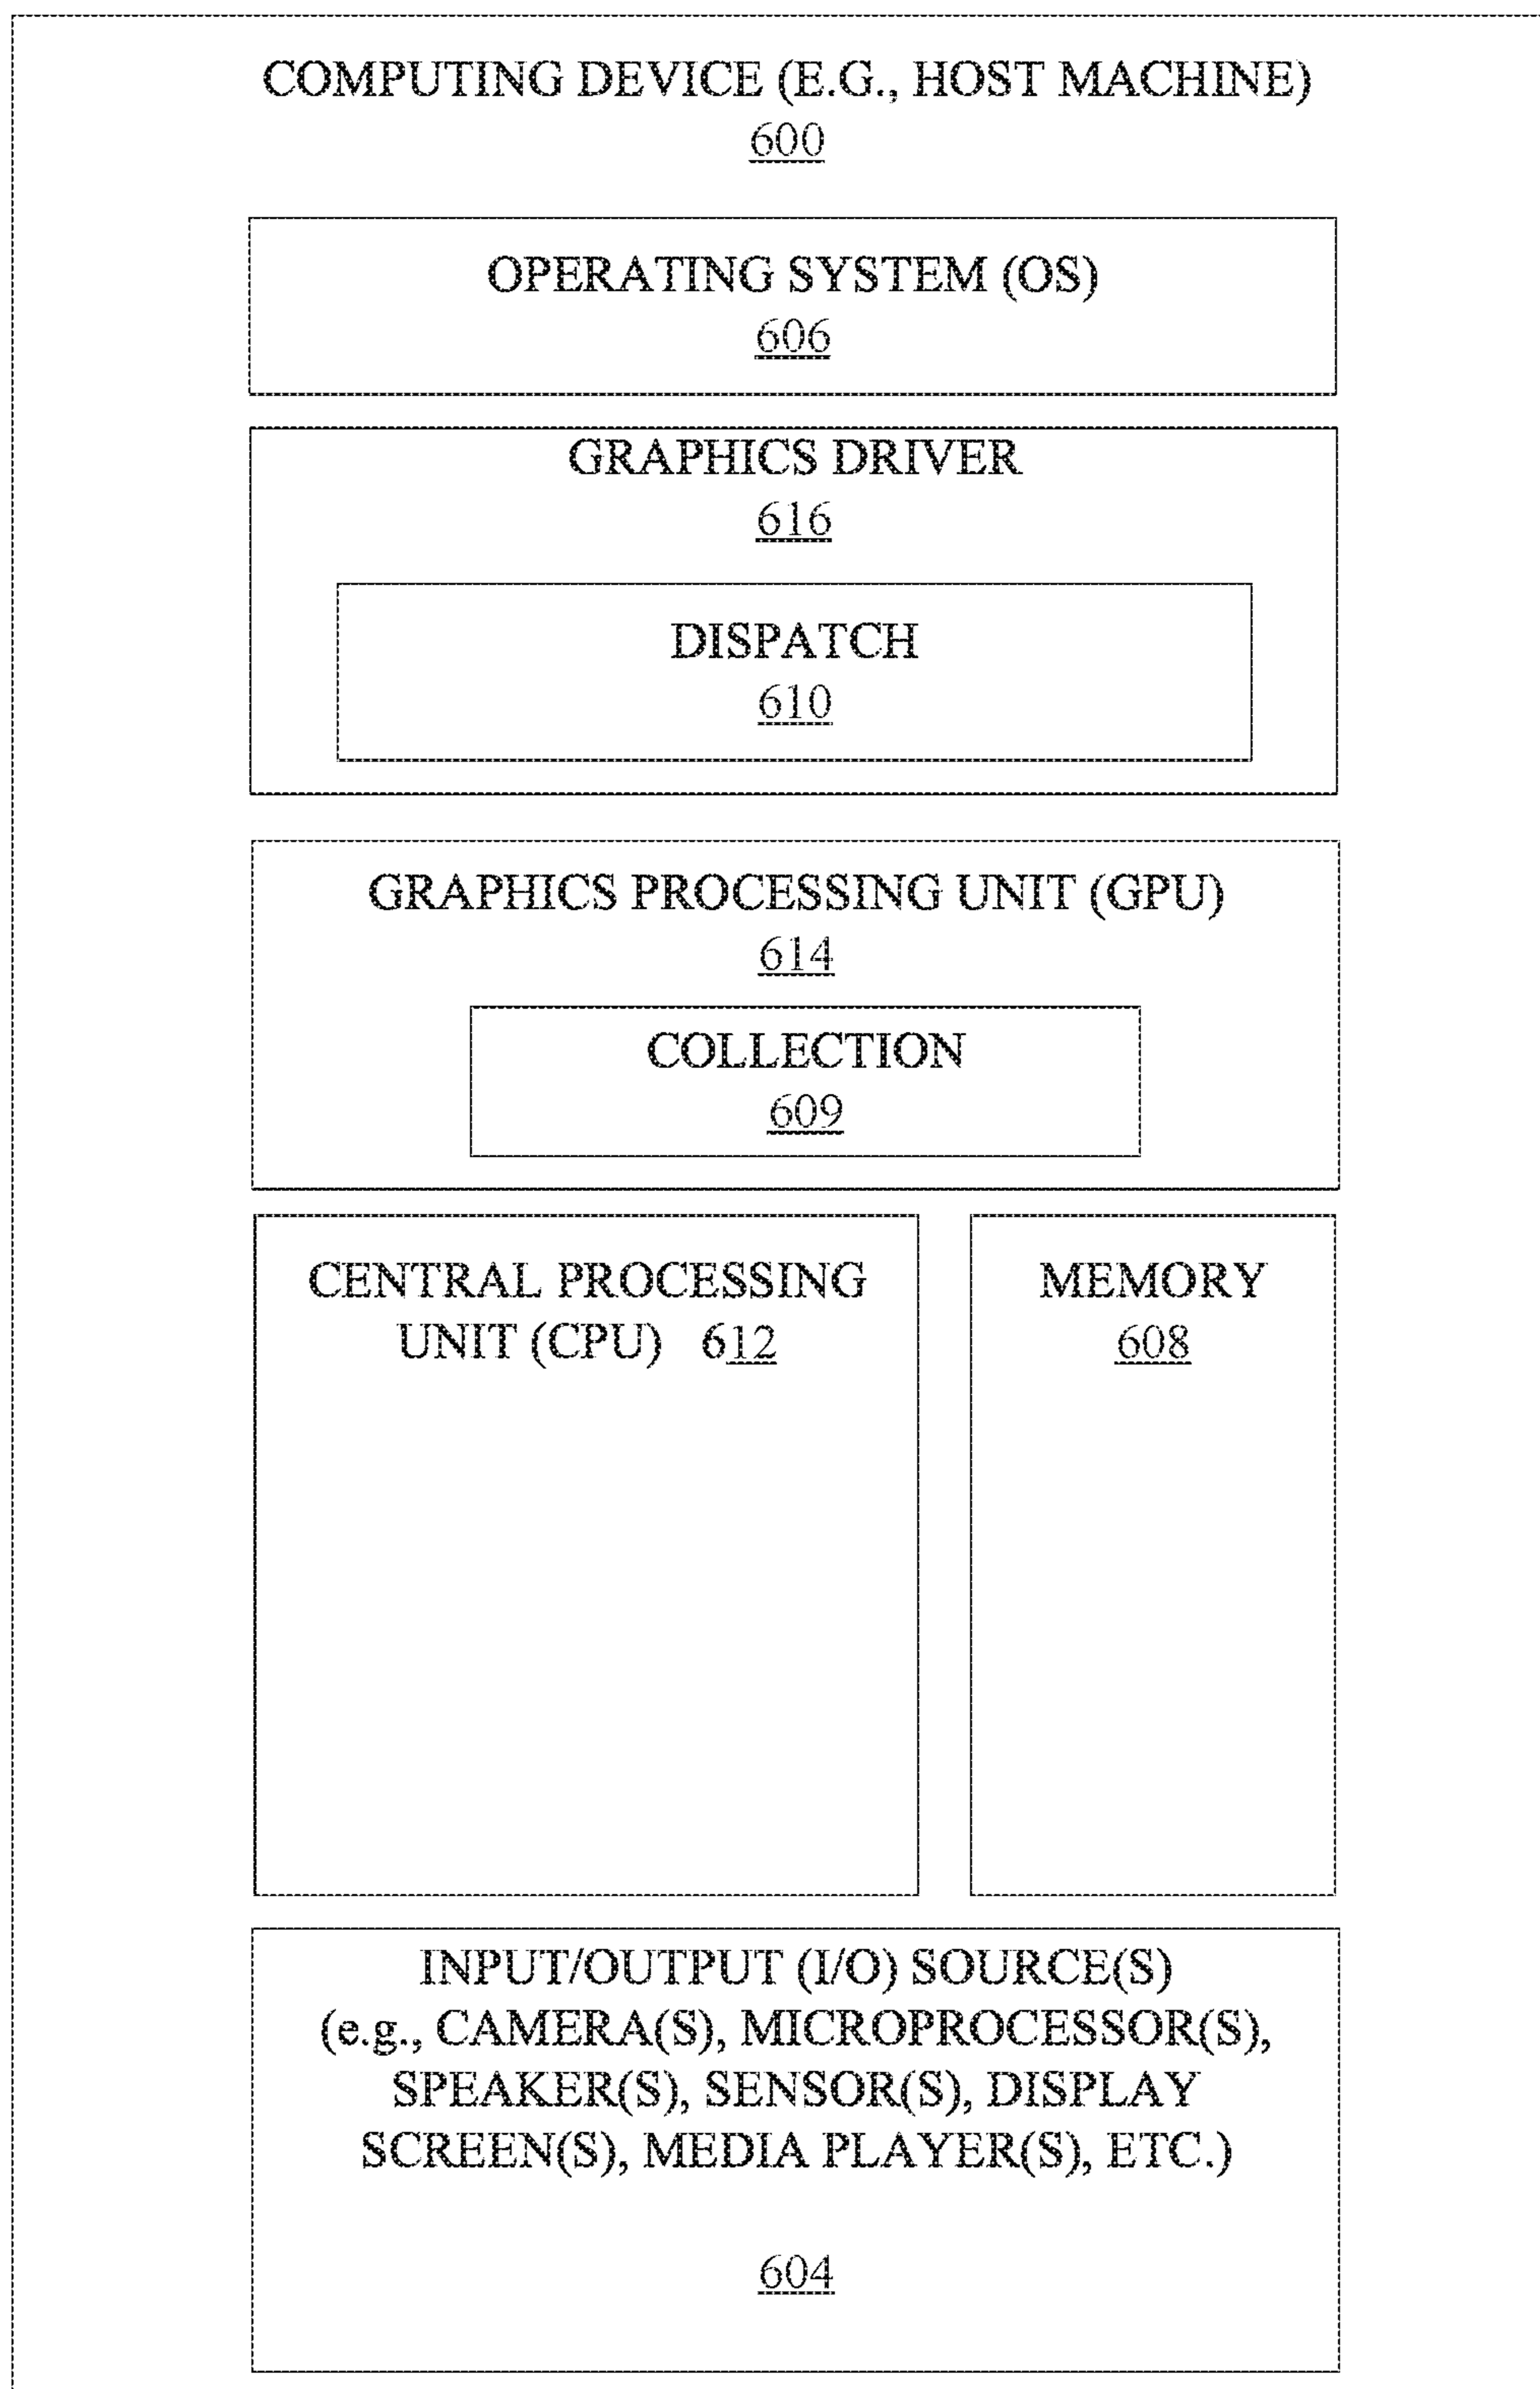 COMPUTING DEVICE (E.G., HOST MACHINE)
600
OPERATING SYSTEM (OS)
606
GRAPHICS DRIVER
616
DISPATCH
610
GRAPHICS PROCESSING UNIT (GPU)
614
COLLECTION
609
CENTRAL PROCESSING
UNIT (CPU) 612
MEMORY
608
INPUT/OUTPUT (I/O) SOURCE(S)
(e.g., CAMERA(S), MICROPROCESSOR(S),
SPEAKER(S), SENSOR(S), DISPLAY
SCREEN(S), MEDIA PLAYER(S), ETC.)
604